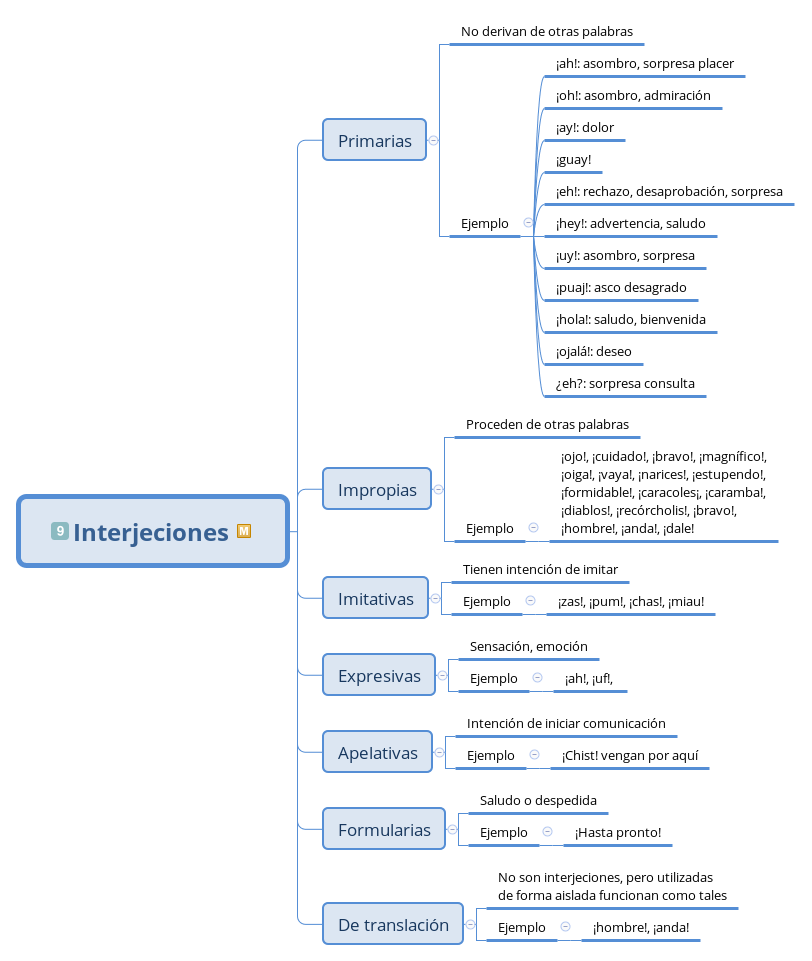 9 Interjeciones M
Primarias
No derivan de otras palabras
Ejemplo
¡ah!: asombro, sorpresa placer
¡oh!: asombro, admiración
¡ay!: dolor
¡guay!
¡eh!: rechazo, desaprobación, sorpresa
¡hey!: advertencia, saludo
¡uy!: asombro, sorpresa
¡puaj!: asco desagrado
¡hola!: saludo, bienvenida
¡ojalá!: deseo
¿eh?: sorpresa consulta
Impropias
Proceden de otras palabras
Ejemplo
¡ojo!, ¡cuidado!, ¡bravo!, ¡magnífico!,
¡oiga!, ¡vaya!, ¡narices!, ¡estupendo!,
¡formidable!, ¡caracoles¡, ¡caramba!,
¡diablos!, ¡recórcholis!, ¡bravo!,
¡hombre!, ¡anda!, ¡dale!
Imitativas
Tienen intención de imitar
Ejemplo
¡zas!, ¡pum!, ¡chas!, ¡miau!
Expresivas
Sensación, emoción
Ejemplo
¡ah!, ¡uf!,
Apelativas
Intención de iniciar comunicación
Ejemplo
¡Chist! vengan por aquí
Formularias
Saludo o despedida
Ejemplo
¡Hasta pronto!
De translación
No son interjeciones, pero utilizadas
de forma aislada funcionan como tales
Ejemplo
¡hombre!, ¡anda!